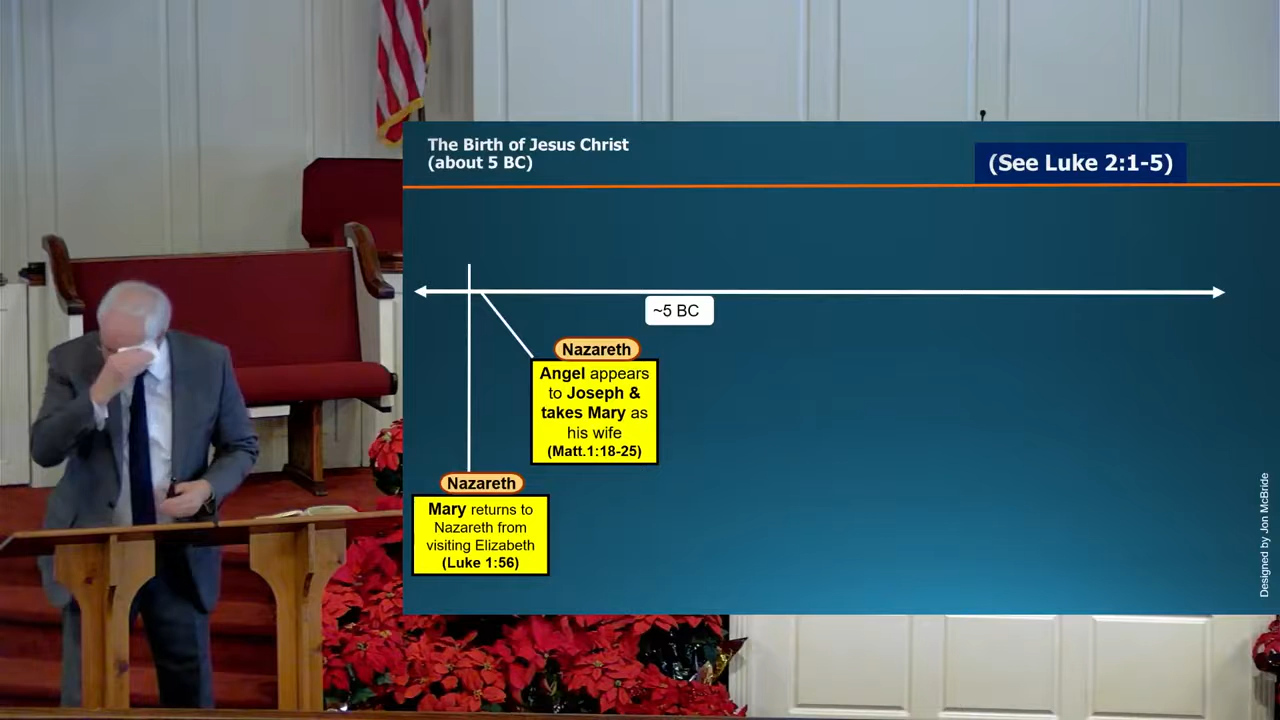 The Birth of Jesus Christ
(about 5 BC)
(See Luke 2:1-5)
~5 BC
Nazareth
Angel appears
to Joseph &
takes Mary as
his wife
(Matt.1:18-25)
Nazareth
Mary returns to
Nazareth from
visiting Elizabeth
(Luke 1:56)
Designed by Jon McBride